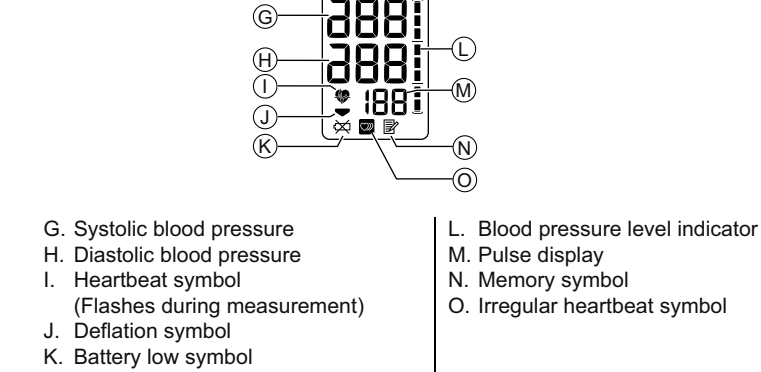 G
H
I
J
K
L
M
N
O
188
G. Systolic blood pressure
H. Diastolic blood pressure
I. Heartbeat symbol
(Flashes during measurement)
J. Deflation symbol
K. Battery low symbol
L. Blood pressure level indicator
M. Pulse display
N. Memory symbol
O. Irregular heartbeat symbol